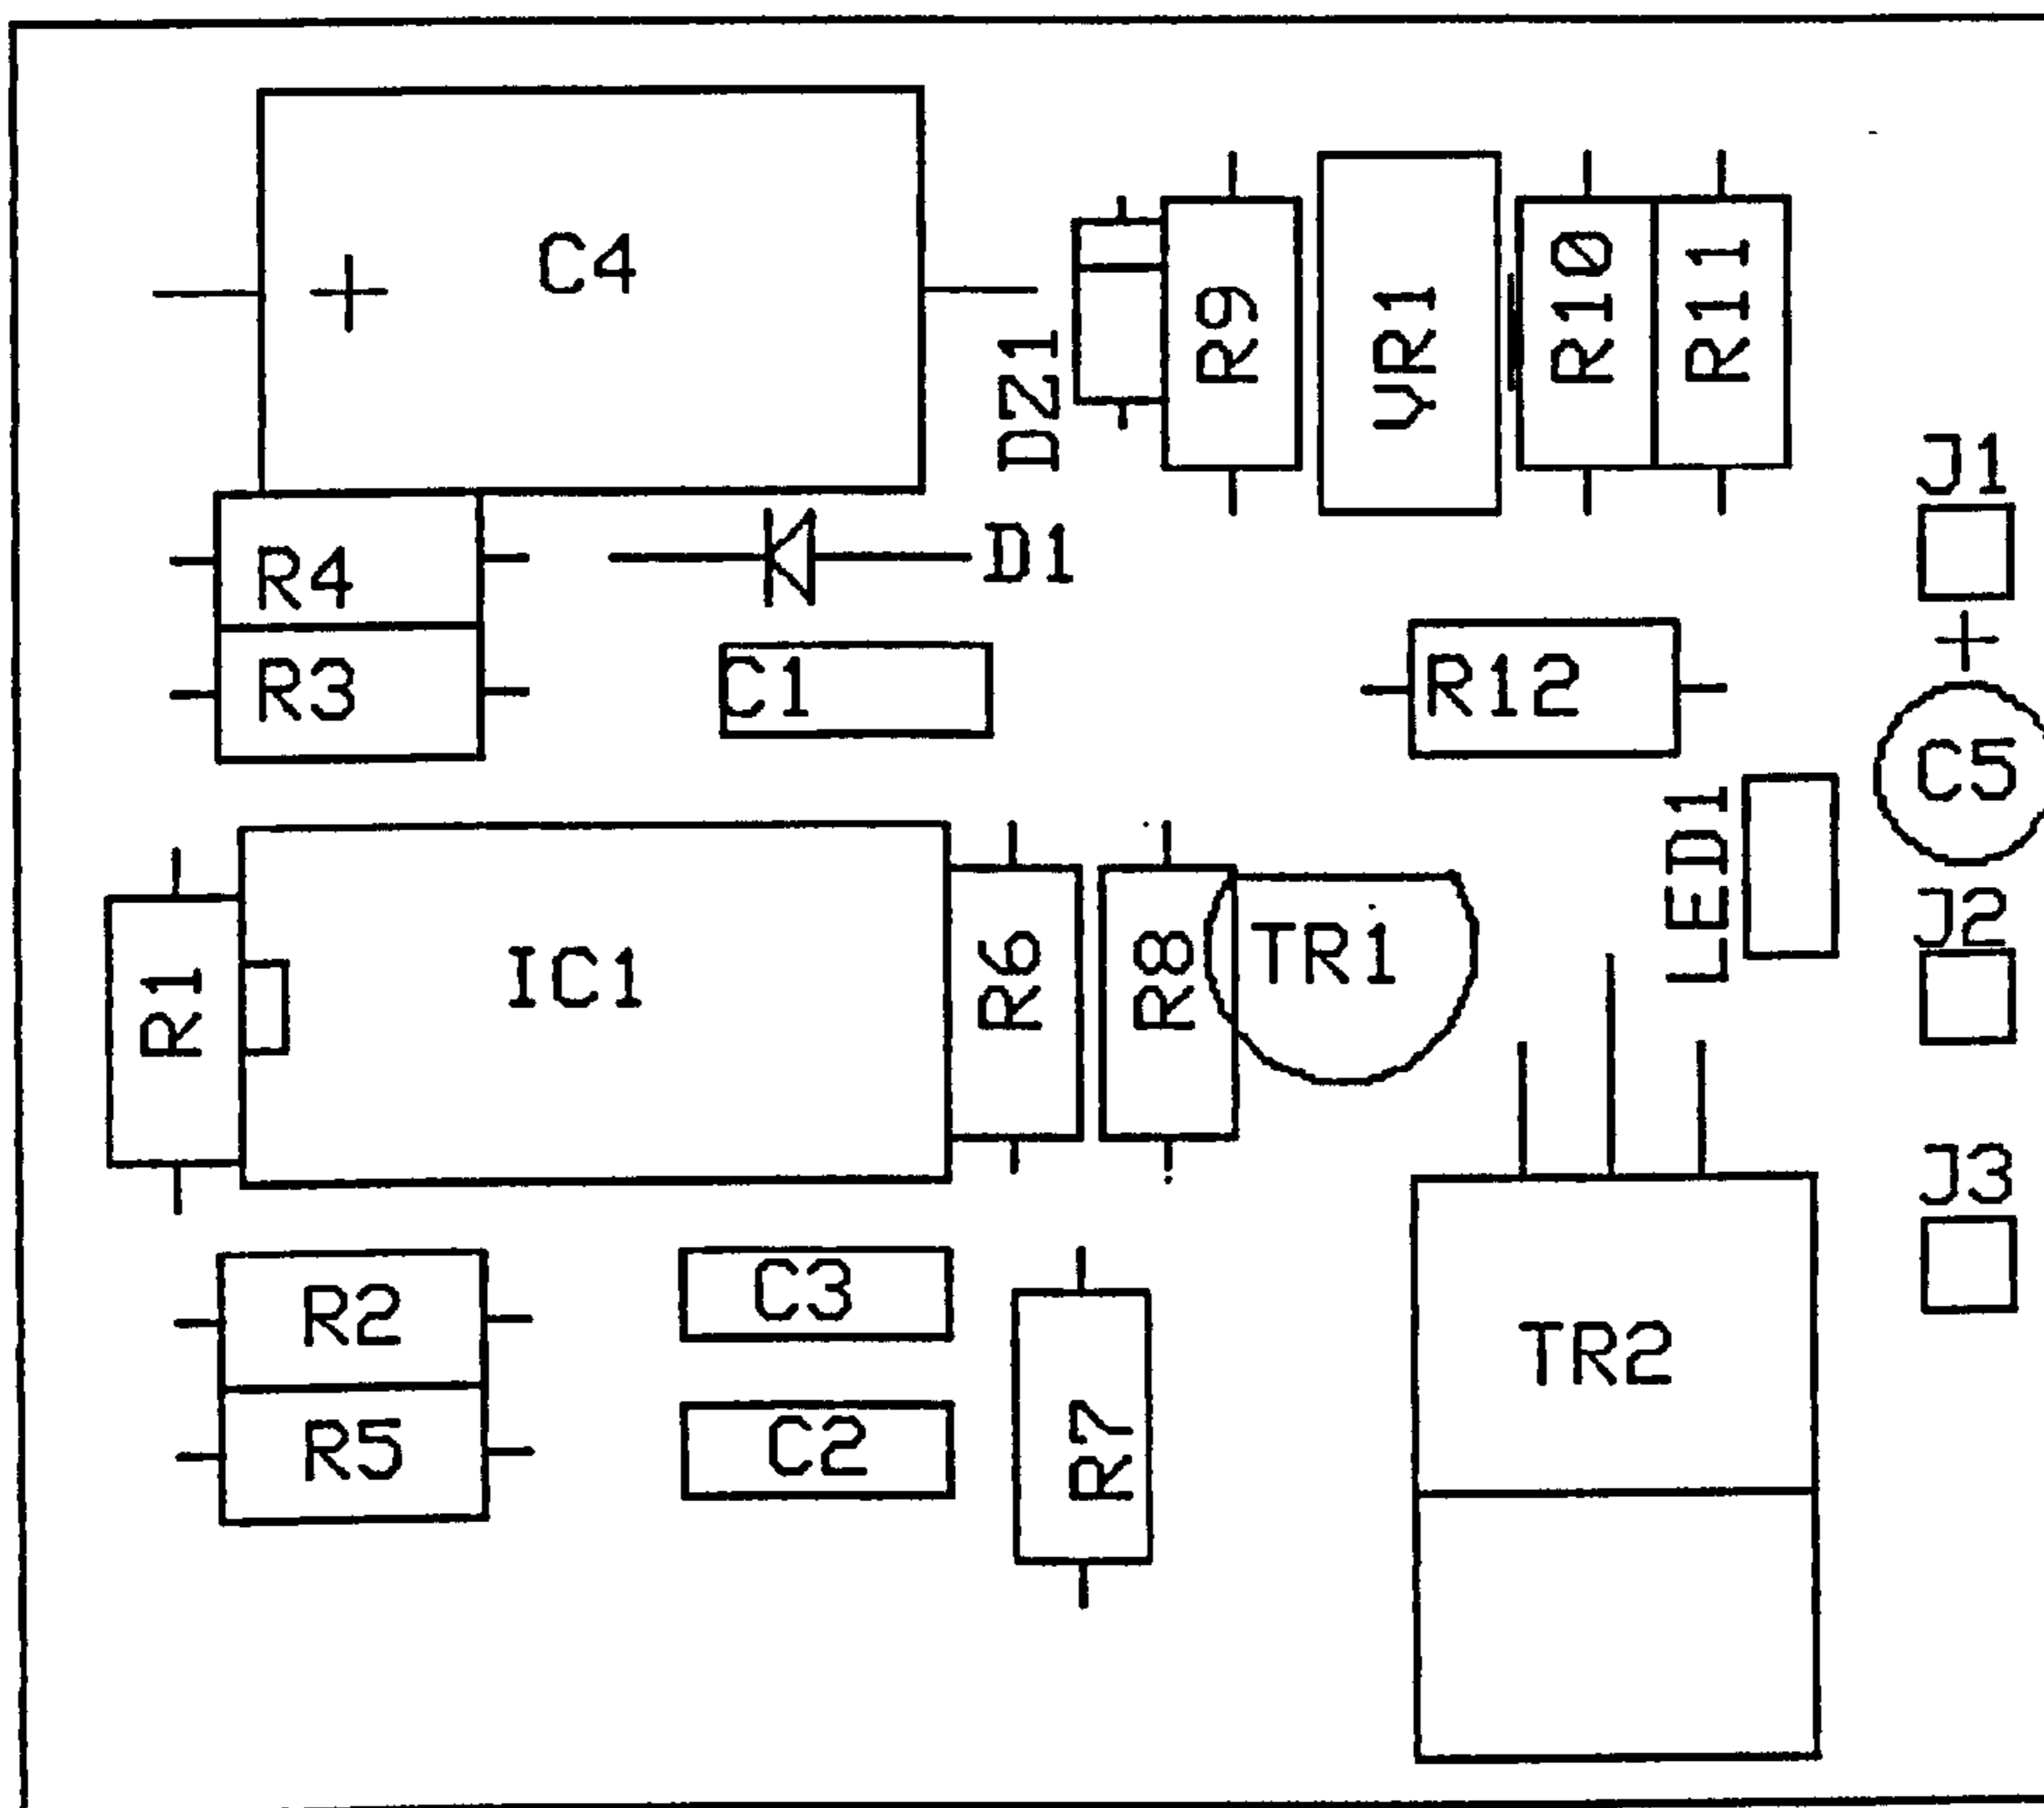 C4
+
DZ1
R9
VR1
R10
R11
J1
R4
D1
+
R3
C1
R12
C5
LED1
J2
R1
IC1
R6
R8
TR1
J3
R2
C3
TR2
R5
C2
R7